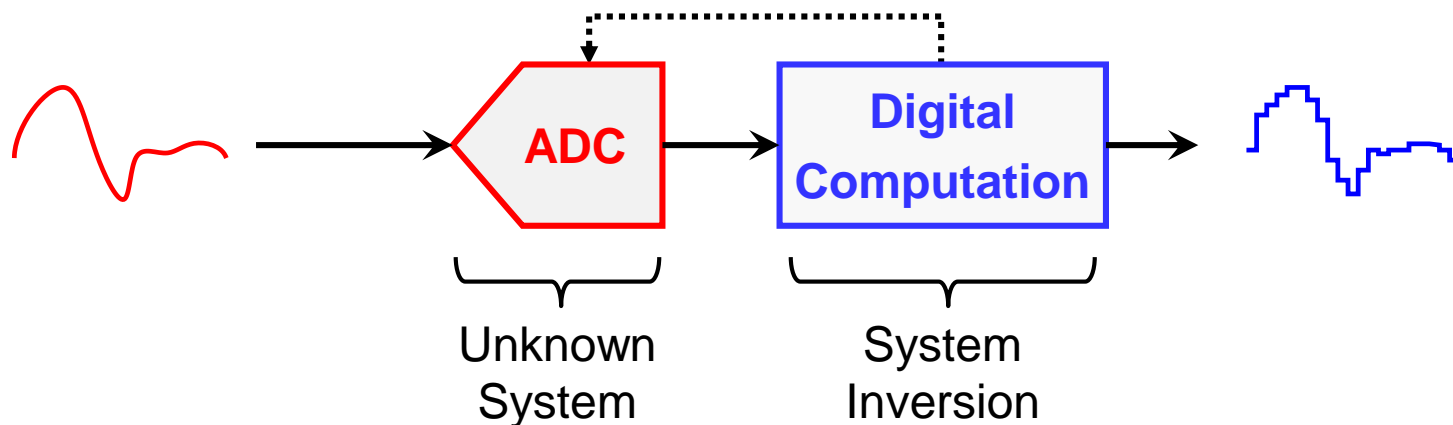 ADC
Digital
Computation
Unknown
System
System
Inversion